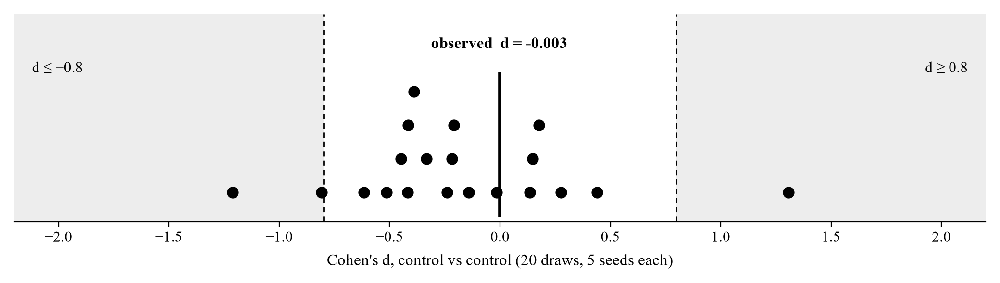 observed  d = -0.003
d ≤ −0.8
d ≥ 0.8
−2.0 −1.5 −1.0 −0.5 0.0 0.5 1.0 1.5 2.0
Cohen's d, control vs control (20 draws, 5 seeds each)